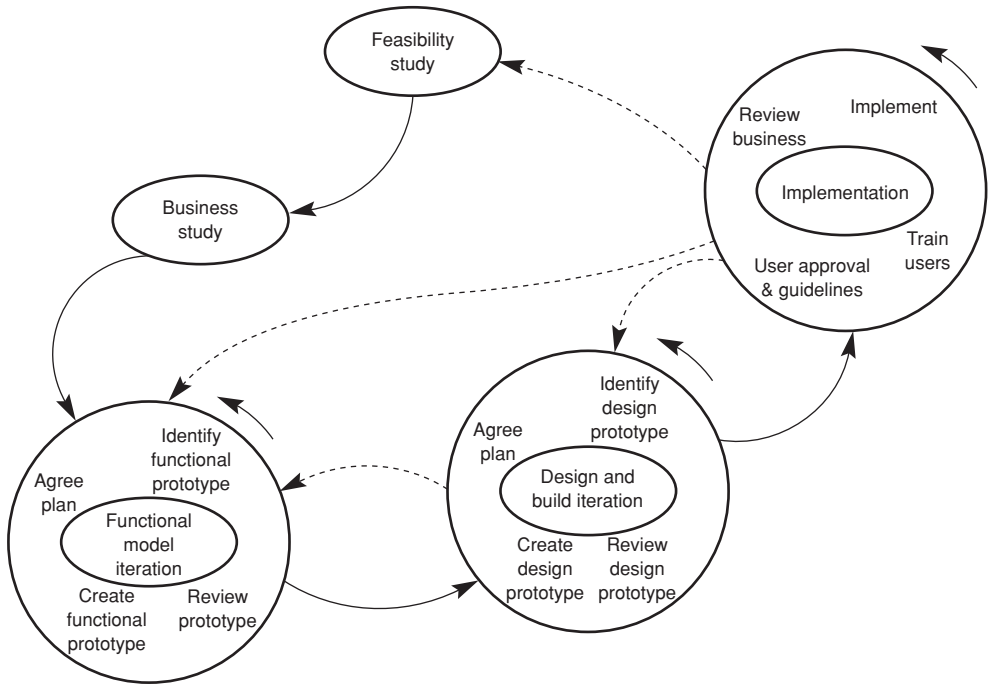 Feasibility
study
Business
study
Review
business
Implement
Implementation
Train
users
User approval
& guidelines
Identify
design
prototype
Agree
plan
Design and
build iteration
Create
design
prototype
Review
design
prototype
Identify
functional
prototype
Agree
plan
Functional
model
iteration
Create
functional
prototype
Review
prototype